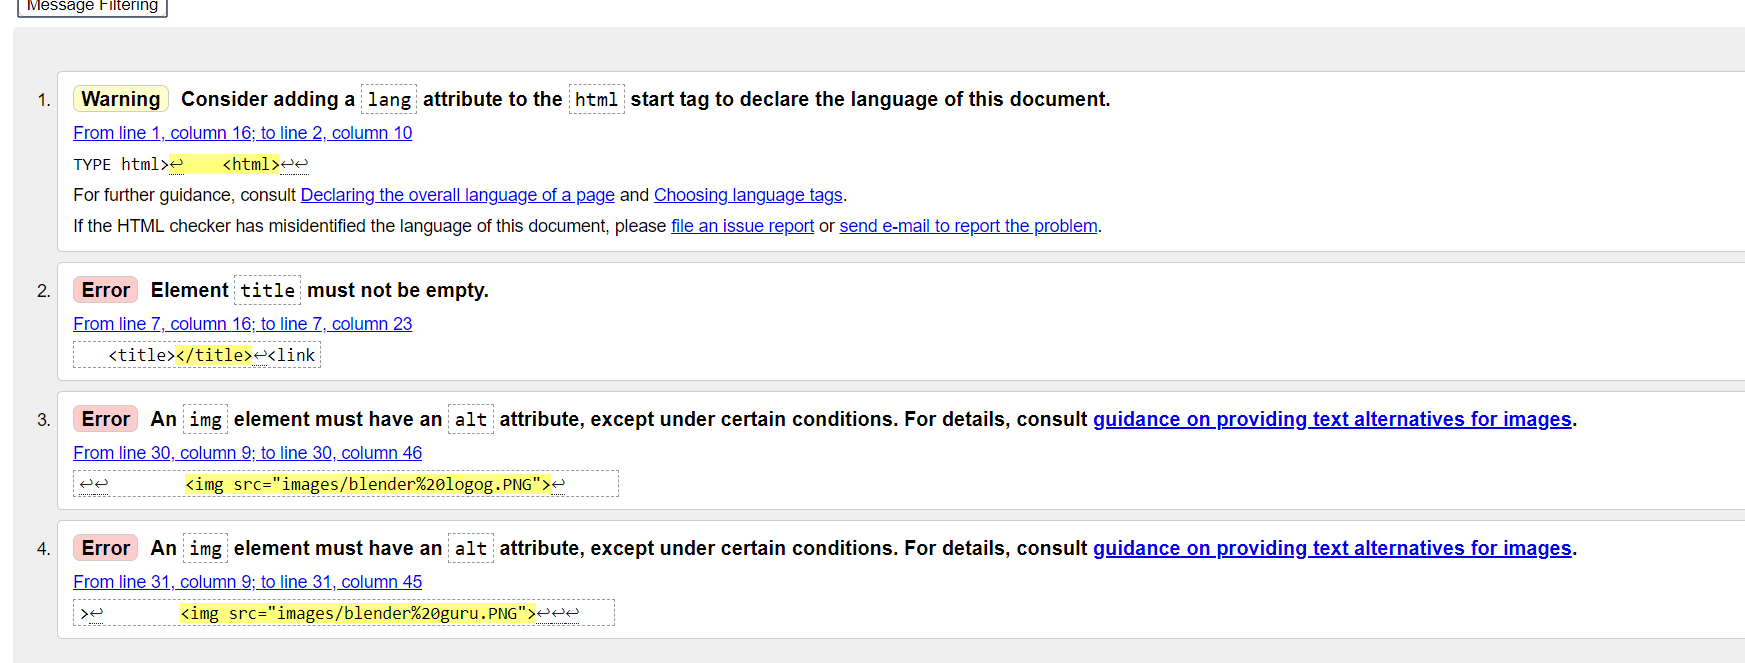 Message Filtering
1. Warning Consider adding a lang attribute to the html start tag to declare the language of this document.
From line 1, column 16; to line 2, column 10
TYPE html>↩    <html>↩↩
For further guidance, consult Declaring the overall language of a page and Choosing language tags.
If the HTML checker has misidentified the language of this document, please file an issue report or send e-mail to report the problem.
2. Error Element title must not be empty.
From line 7, column 16; to line 7, column 23
<title></title>↩<link
3. Error An img element must have an alt attribute, except under certain conditions. For details, consult guidance on providing text alternatives for images.
From line 30, column 9; to line 30, column 46
↩↩        <img src="images/blender%20logog.PNG">↩
4. Error An img element must have an alt attribute, except under certain conditions. For details, consult guidance on providing text alternatives for images.
From line 31, column 9; to line 31, column 45
>↩        <img src="images/blender%20guru.PNG">↩↩↩